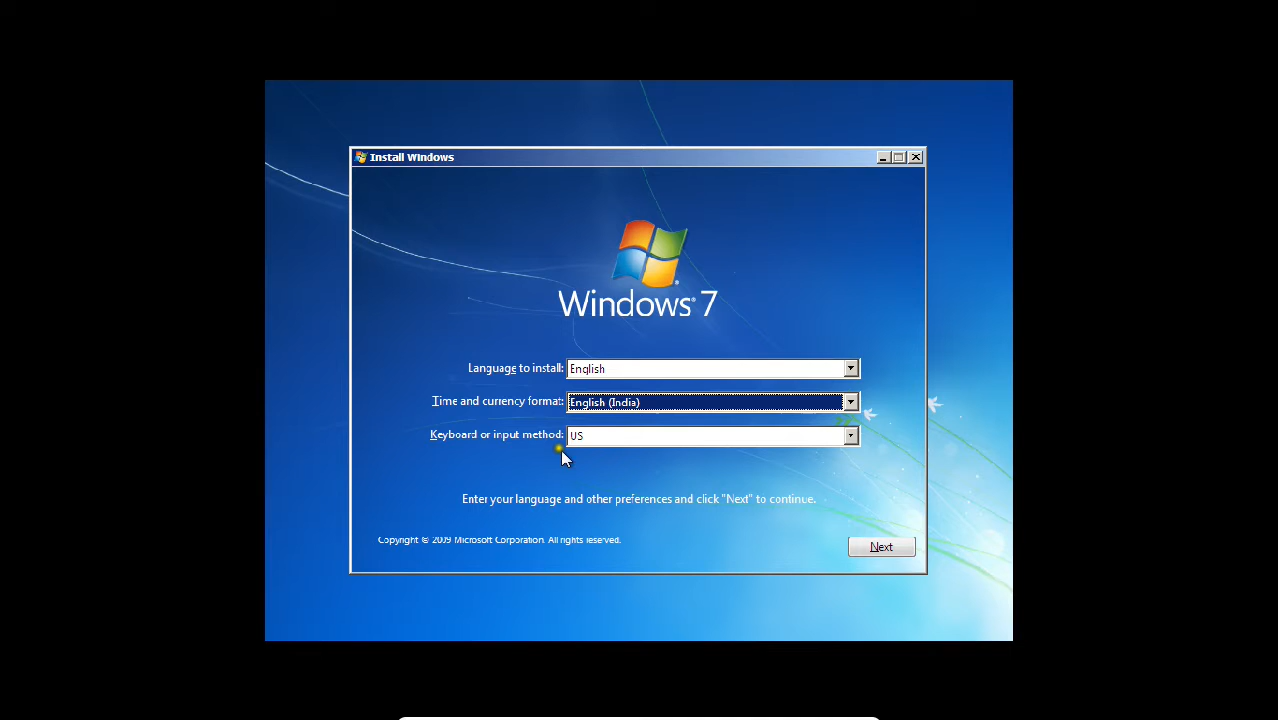 Install Windows
Windows® 7
Language to install: English
Time and currency format: English (India)
Keyboard or input method: US
Enter your language and other preferences and click "Next" to continue.
Copyright © 2009 Microsoft Corporation. All rights reserved.
Next